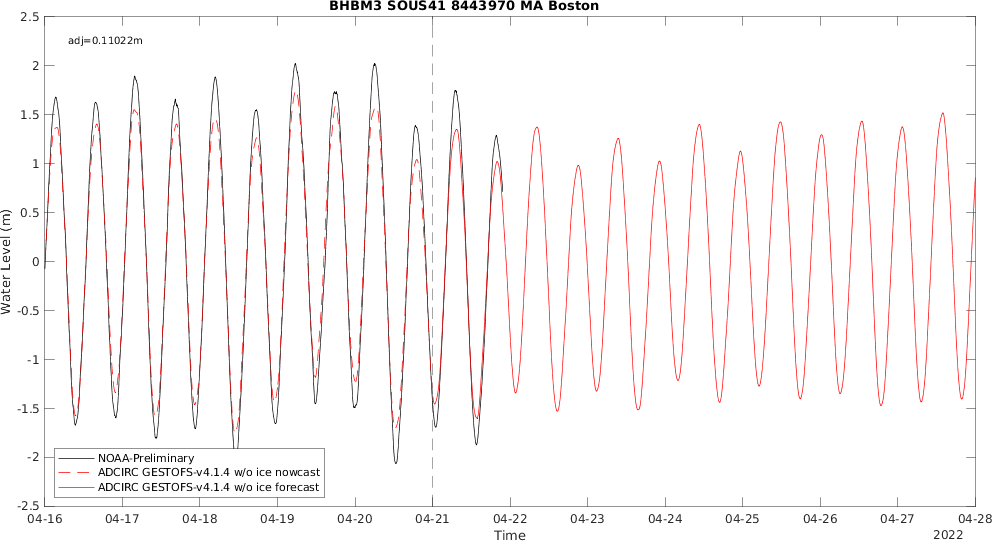 BHBM3 SOUS41 8443970 MA Boston
adj=0.11022m
2.5
2
1.5
1
0.5
0
-0.5
-1
-1.5
-2
-2.5
Water Level (m)
NOAA-Preliminary
ADCIRC GESTOFS-v4.1.4 w/o ice nowcast
ADCIRC GESTOFS-v4.1.4 w/o ice forecast
04-16 04-17 04-18 04-19 04-20 04-21 04-22 04-23 04-24 04-25 04-26 04-27 04-28
Time
2022